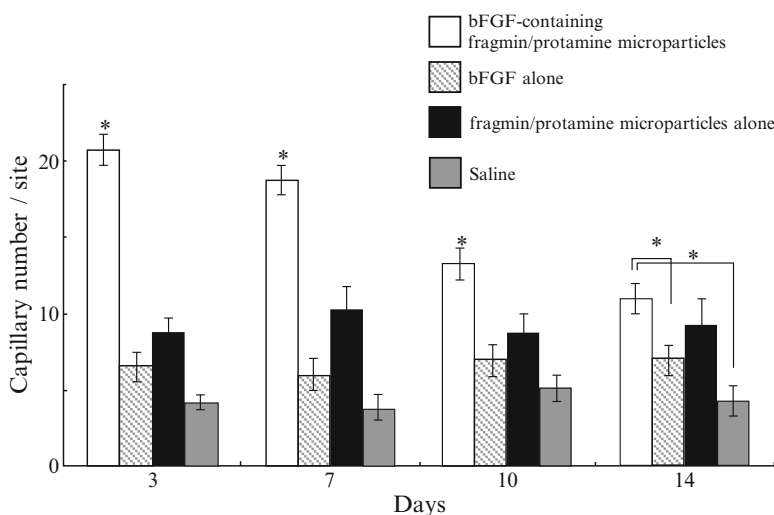 bFGF-containing
fragmin/protamine microparticles
bFGF alone
fragmin/protamine microparticles alone
Saline
Capillary number / site
20
10
0
*
*
*
*
*
3
7
10
14
Days